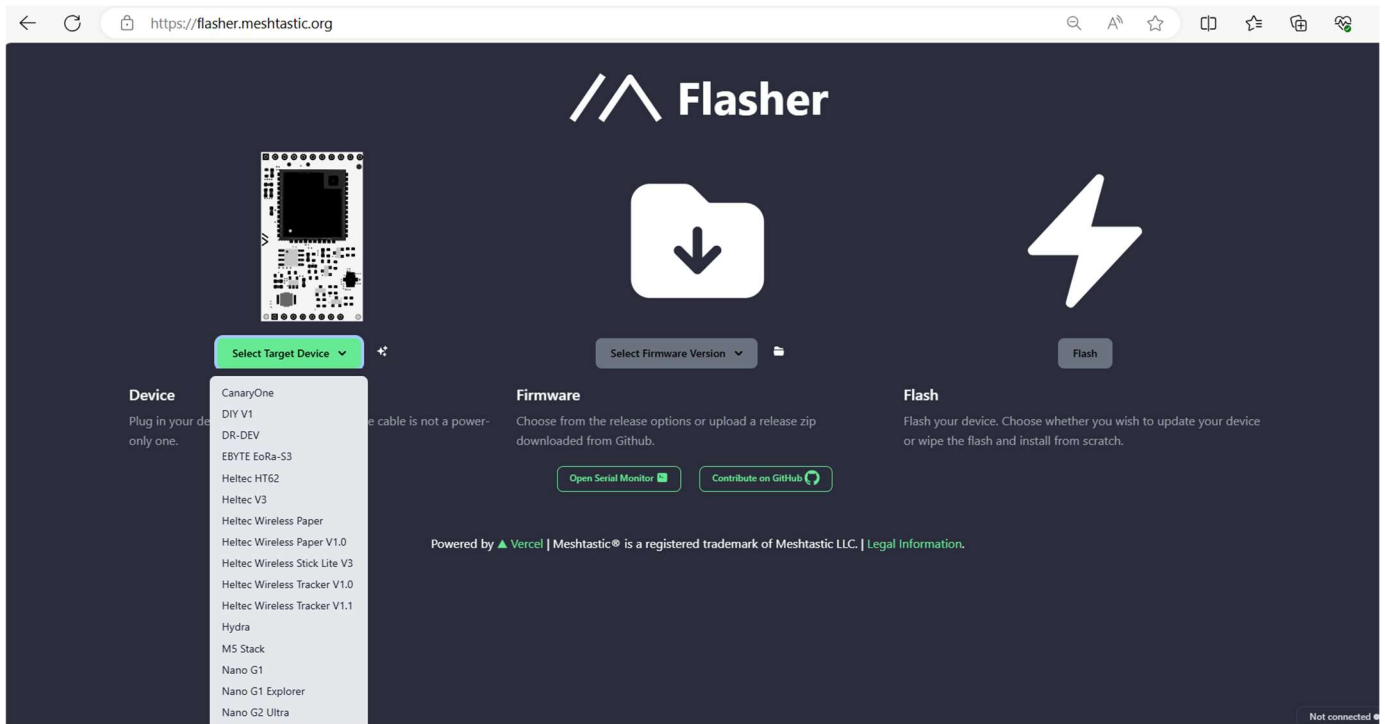 https://flasher.meshtastic.org
Flasher
Select Target Device
CanaryOne
DIY V1
DR-DEV
EBYTE EoRa-S3
Heltec HT62
Heltec V3
Heltec Wireless Paper
Heltec Wireless Paper V1.0
Heltec Wireless Stick Lite V3
Heltec Wireless Tracker V1.0
Heltec Wireless Tracker V1.1
Hydra
M5 Stack
Nano G1
Nano G1 Explorer
Nano G2 Ultra
Device
Plug in your de
e cable is not a power-
only one.
Select Firmware Version
Firmware
Choose from the release options or upload a release zip
downloaded from Github.
Flash
Flash
Flash your device. Choose whether you wish to update your device
or wipe the flash and install from scratch.
Open Serial Monitor
Contribute on GitHub
Powered by ▲ Vercel | Meshtastic® is a registered trademark of Meshtastic LLC. | Legal Information.
Not connected